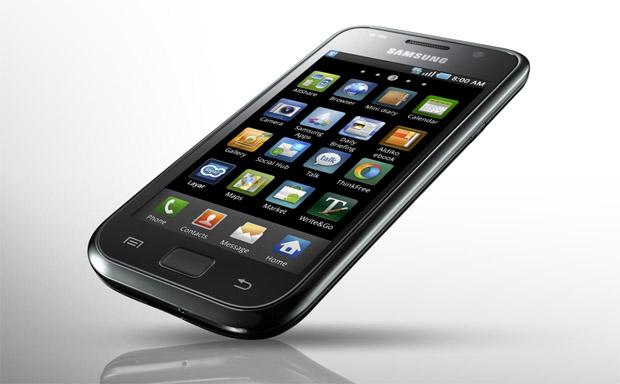 SAMSUNG
8:00 AM
AllShare Browser Mini diary Calendar
Camera Samsung Apps Daily Briefing Aldiko ebook
Gallery Social Hub Talk ThinkFree
Layar Maps Market Write&Go
Phone Contacts Message Home
talk
T